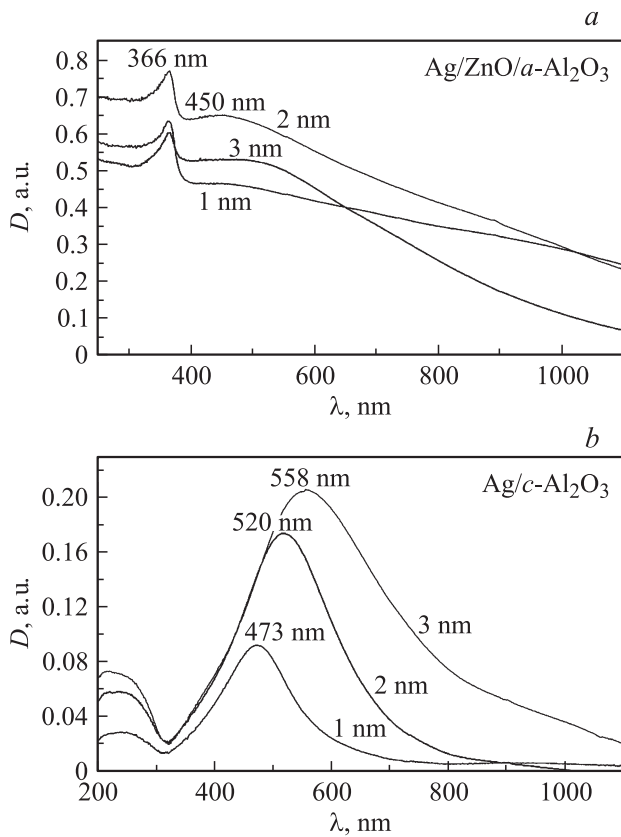 a
0.8
366 nm
Ag/ZnO/a-Al₂O₃
0.7
450 nm
2 nm
0.6
3 nm
0.5
1 nm
0.4
0.3
0.2
0.1
0
D, a.u.
400 600 800 1000
λ, nm
b
558 nm
Ag/c-Al₂O₃
0.20
520 nm
0.16
473 nm
0.12
3 nm
0.08
2 nm
0.04
1 nm
0
D, a.u.
200 400 600 800 1000
λ, nm